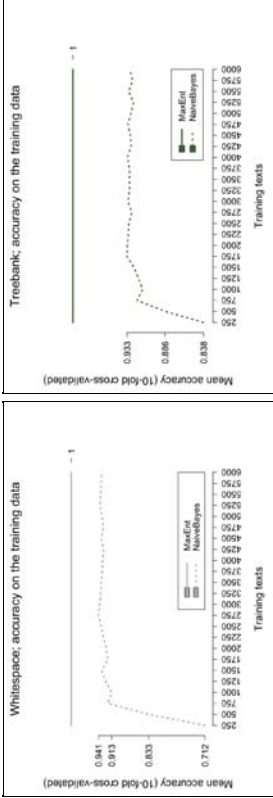 Whitespace; accuracy on the training data
1
0.941
0.913
0.833
0.712
Mean accuracy (10-fold cross-validated)
MaxEnt
NaiveBayes
250 500 750 1000 1250 1500 1750 2000 2250 2500 2750 3000 3250 3500 3750 4000 4250 4500 4750 5000 5250 5500 5750 6000
Training texts
Treebank; accuracy on the training data
1
0.933
0.886
0.838
Mean accuracy (10-fold cross-validated)
MaxEnt
NaiveBayes
250 500 750 1000 1250 1500 1750 2000 2250 2500 2750 3000 3250 3500 3750 4000 4250 4500 4750 5000 5250 5500 5750 6000
Training texts